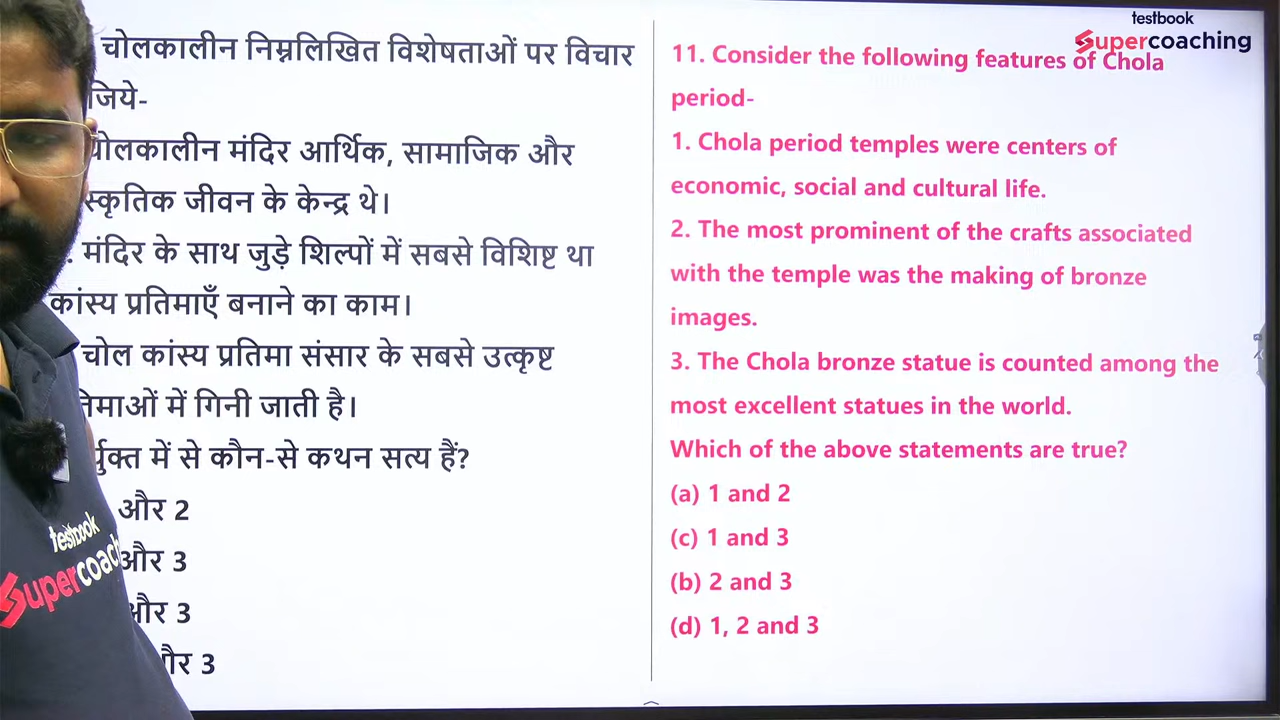 चोलकालीन निम्नलिखित विशेषताओं पर विचार
जिये-
चोलकालीन मंदिर आर्थिक, सामाजिक और
स्कृतिक जीवन के केन्द्र थे।
. मंदिर के साथ जुड़े शिल्पों में सबसे विशिष्ट था
कांस्य प्रतिमाएँ बनाने का काम।
चोल कांस्य प्रतिमा संसार के सबसे उत्कृष्ट
तिमाओं में गिनी जाती है।
र्युक्त में से कौन-से कथन सत्य हैं?
और 2
और 3
और 3
और 3
testbook
Supercoaching
11. Consider the following features of Chola
period-
1. Chola period temples were centers of
economic, social and cultural life.
2. The most prominent of the crafts associated
with the temple was the making of bronze
images.
3. The Chola bronze statue is counted among the
most excellent statues in the world.
Which of the above statements are true?
(a) 1 and 2
(c) 1 and 3
(b) 2 and 3
(d) 1, 2 and 3
testbook
Supercoach